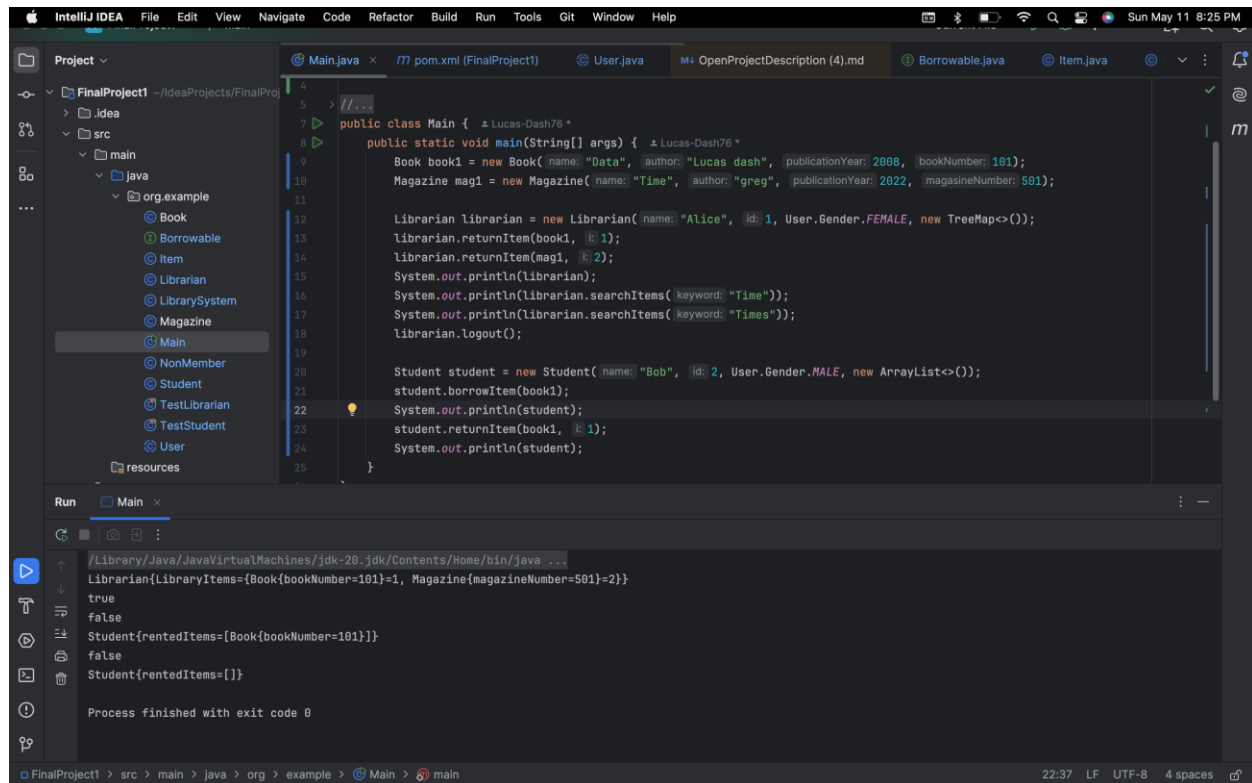 IntelliJ IDEA File Edit View Navigate Code Refactor Build Run Tools Git Window Help Sun May 11 8:25 PM
Project
Main.java × m pom.xml (FinalProject1) User.java M↓ OpenProjectDescription (4).md Borrowable.java Item.java
FinalProject1 ~/IdeaProjects/FinalProj
.idea
src
main
java
org.example
Book
Borrowable
Item
Librarian
LibrarySystem
Magazine
Main
NonMember
Student
TestLibrarian
TestStudent
User
resources
4
5 > //...
7 public class Main { Lucas-Dash76 *
8 public static void main(String[] args) { Lucas-Dash76 *
9 Book book1 = new Book( name: "Data", author: "Lucas dash", publicationYear: 2008, bookNumber: 101);
10 Magazine mag1 = new Magazine( name: "Time", author: "greg", publicationYear: 2022, magasineNumber: 501);
11
12 Librarian librarian = new Librarian( name: "Alice", id: 1, User.Gender.FEMALE, new TreeMap<>());
13 librarian.returnItem(book1, i: 1);
14 librarian.returnItem(mag1, i: 2);
15 System.out.println(librarian);
16 System.out.println(librarian.searchItems( keyword: "Time"));
17 System.out.println(librarian.searchItems( keyword: "Times"));
18 librarian.logout();
19
20 Student student = new Student( name: "Bob", id: 2, User.Gender.MALE, new ArrayList<>());
21 student.borrowItem(book1);
22 System.out.println(student);
23 student.returnItem(book1, i: 1);
24 System.out.println(student);
25 }
Run Main ×
/Library/Java/JavaVirtualMachines/jdk-20.jdk/Contents/Home/bin/java ...
Librarian{LibraryItems={Book{bookNumber=101}=1, Magazine{magazineNumber=501}=2}}
true
false
Student{rentedItems=[Book{bookNumber=101}]}
false
Student{rentedItems=[]}
Process finished with exit code 0
FinalProject1 > src > main > java > org > example > Main > main 22:37 LF UTF-8 4 spaces